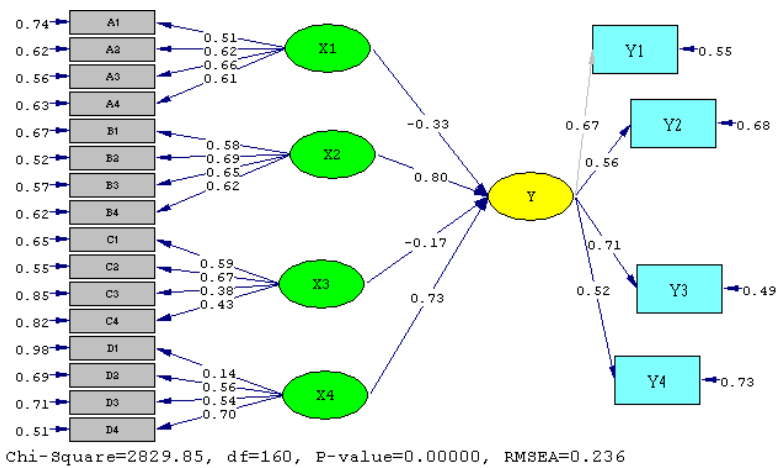 0.74 A1
0.62 A2
0.56 A3
0.63 A4
0.67 B1
0.52 B2
0.57 B3
0.62 B4
0.65 C1
0.55 C2
0.85 C3
0.82 C4
0.98 D1
0.69 D2
0.71 D3
0.51 D4
0.51
0.62
0.66
0.61
0.58
0.69
0.65
0.62
0.59
0.67
0.38
0.43
0.14
0.56
0.54
0.70
X1
X2
X3
X4
-0.33
0.80
-0.17
0.73
Y
0.67
0.56
0.71
0.52
Y1 0.55
Y2 0.68
Y3 0.49
Y4 0.73
Chi-Square=2829.85, df=160, P-value=0.00000, RMSEA=0.236